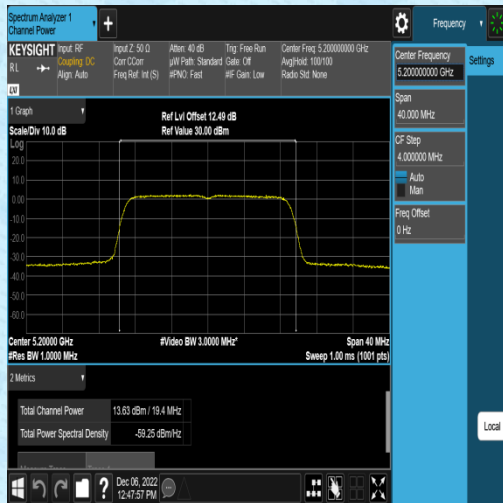 Spectrum Analyzer 1
Channel Power
Frequency
KEYSIGHT
RL
LXI
Input: RF
Coupling: DC
Align: Auto
Input Z: 50 Ω
Corr CCorr
Freq Ref: Int (S)
Atten: 40 dB
µW Path: Standard
#PNO: Fast
Trig: Free Run
Gate: Off
#IF Gain: Low
Center Freq: 5.200000000 GHz
Avg|Hold: 100/100
Radio Std: None
Center Frequency
5.200000000 GHz
Settings
Span
40.000 MHz
CF Step
4.000000 MHz
Auto
Man
Freq Offset
0 Hz
1 Graph
Scale/Div 10.0 dB
Ref Lvl Offset 12.49 dB
Ref Value 30.00 dBm
Log
20.0
10.0
0.00
-10.0
-20.0
-30.0
-40.0
-50.0
-60.0
Center 5.20000 GHz
#Video BW 3.0000 MHz*
Span 40 MHz
#Res BW 1.0000 MHz
Sweep 1.00 ms (1001 pts)
2 Metrics
Total Channel Power 13.63 dBm / 19.4 MHz
Total Power Spectral Density -59.25 dBm/Hz
Local
Dec 06, 2022
12:47:57 PM